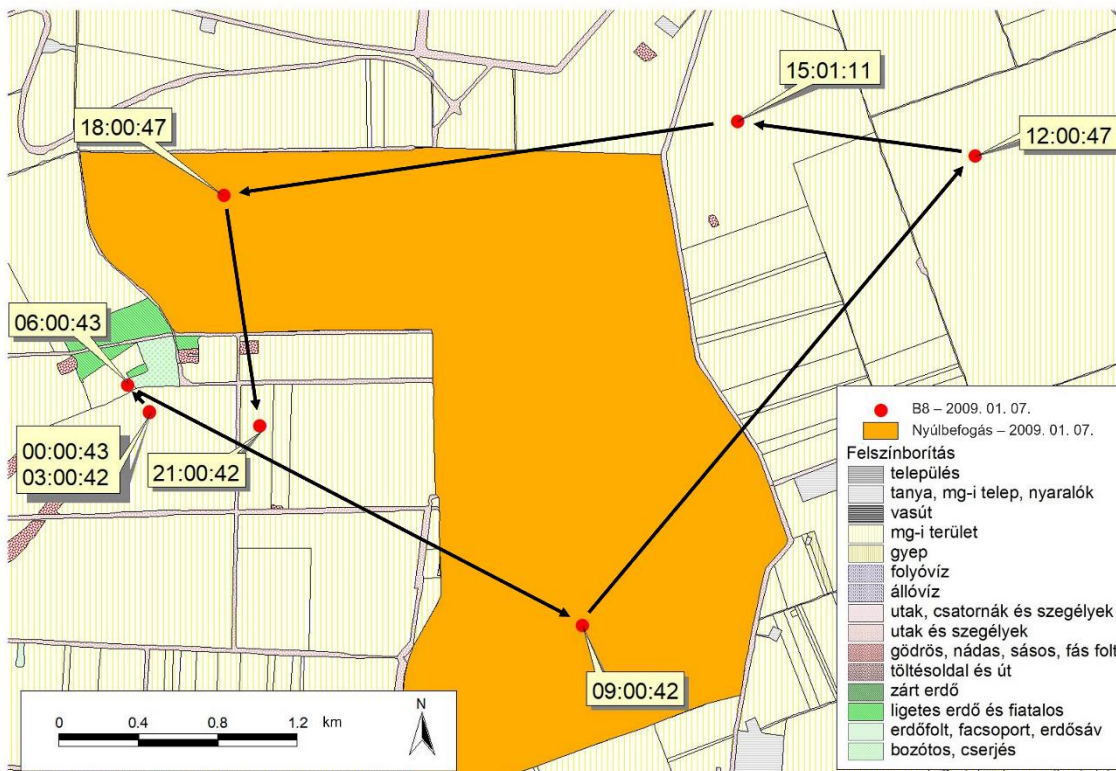 15:01:11
18:00:47
12:00:47
06:00:43
00:00:43
03:00:42
21:00:42
09:00:42
0 0.4 0.8 1.2 km
N
B8 – 2009. 01. 07.
Nyúlbefogás – 2009. 01. 07.
Felszínborítás
település
tanya, mg-i telep, nyaralók
vasút
mg-i terület
gyep
folyóvíz
állóvíz
utak, csatornák és szegélyek
utak és szegélyek
gödrös, nádas, sásos, fás folt
töltésoldal és út
zárt erdő
ligetes erdő és fiatalos
erdőfolt, facsoport, erdősáv
bozótos, cserjés